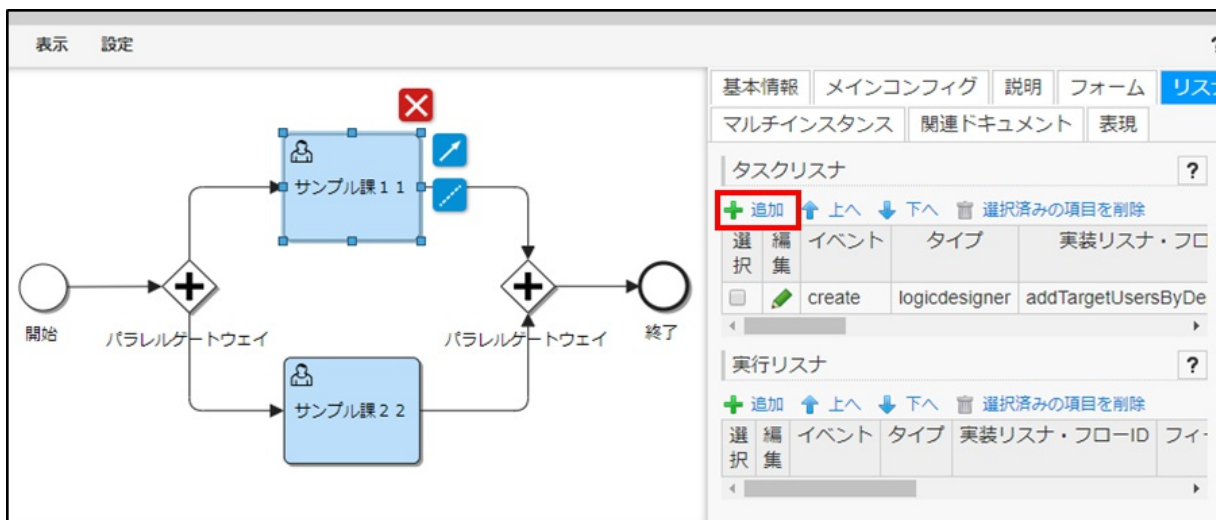 表示 設定 ?
基本情報 メインコンフィグ 説明 フォーム リス
マルチインスタンス 関連ドキュメント 表現
タスクリスナ ?
追加 上へ 下へ 選択済みの項目を削除
選択 編集 イベント タイプ 実装リスナ・フロ
create logicdesigner addTargetUsersByDe
実行リスナ ?
追加 上へ 下へ 選択済みの項目を削除
選択 編集 イベント タイプ 実装リスナ・フローID フィー
サンプル課11
開始
パラレルゲートウェイ
パラレルゲートウェイ
終了
サンプル課22